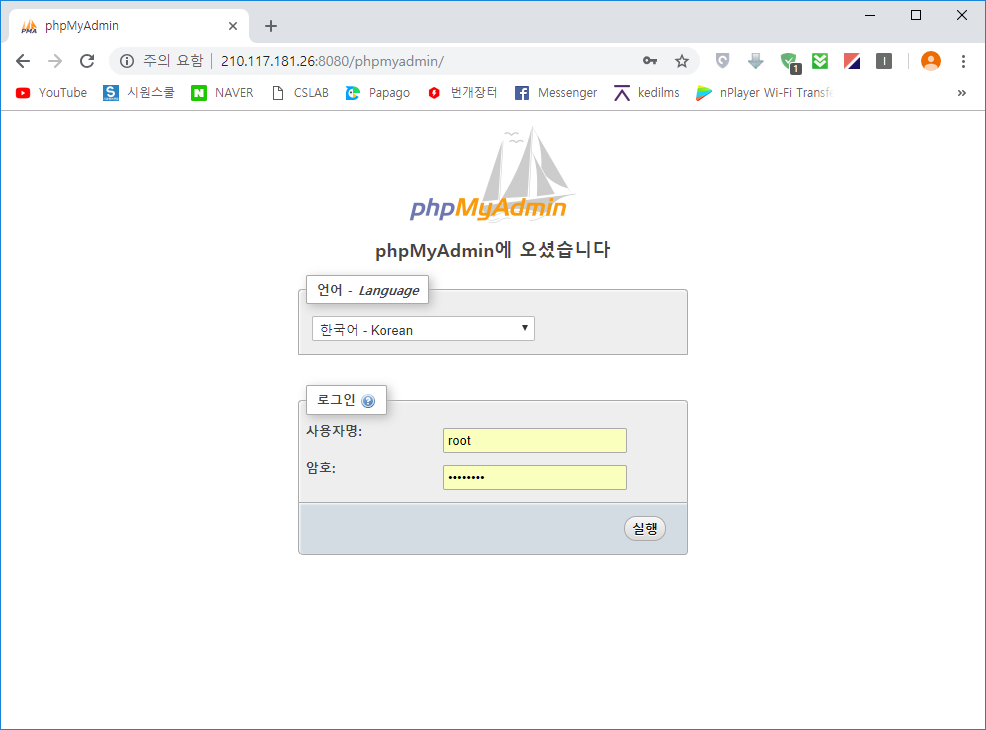 phpMyAdmin
주의 요함 210.117.181.26:8080/phpmyadmin/
1
I
YouTube
S
시원스쿨
N
NAVER
CSLAB
Papago
번개장터
Messenger
kedilms
nPlayer Wi-Fi Transf
»
phpMyAdmin
phpMyAdmin에 오셨습니다
언어 - Language
한국어 - Korean
로그인
사용자명:
root
암호:
••••••••
실행